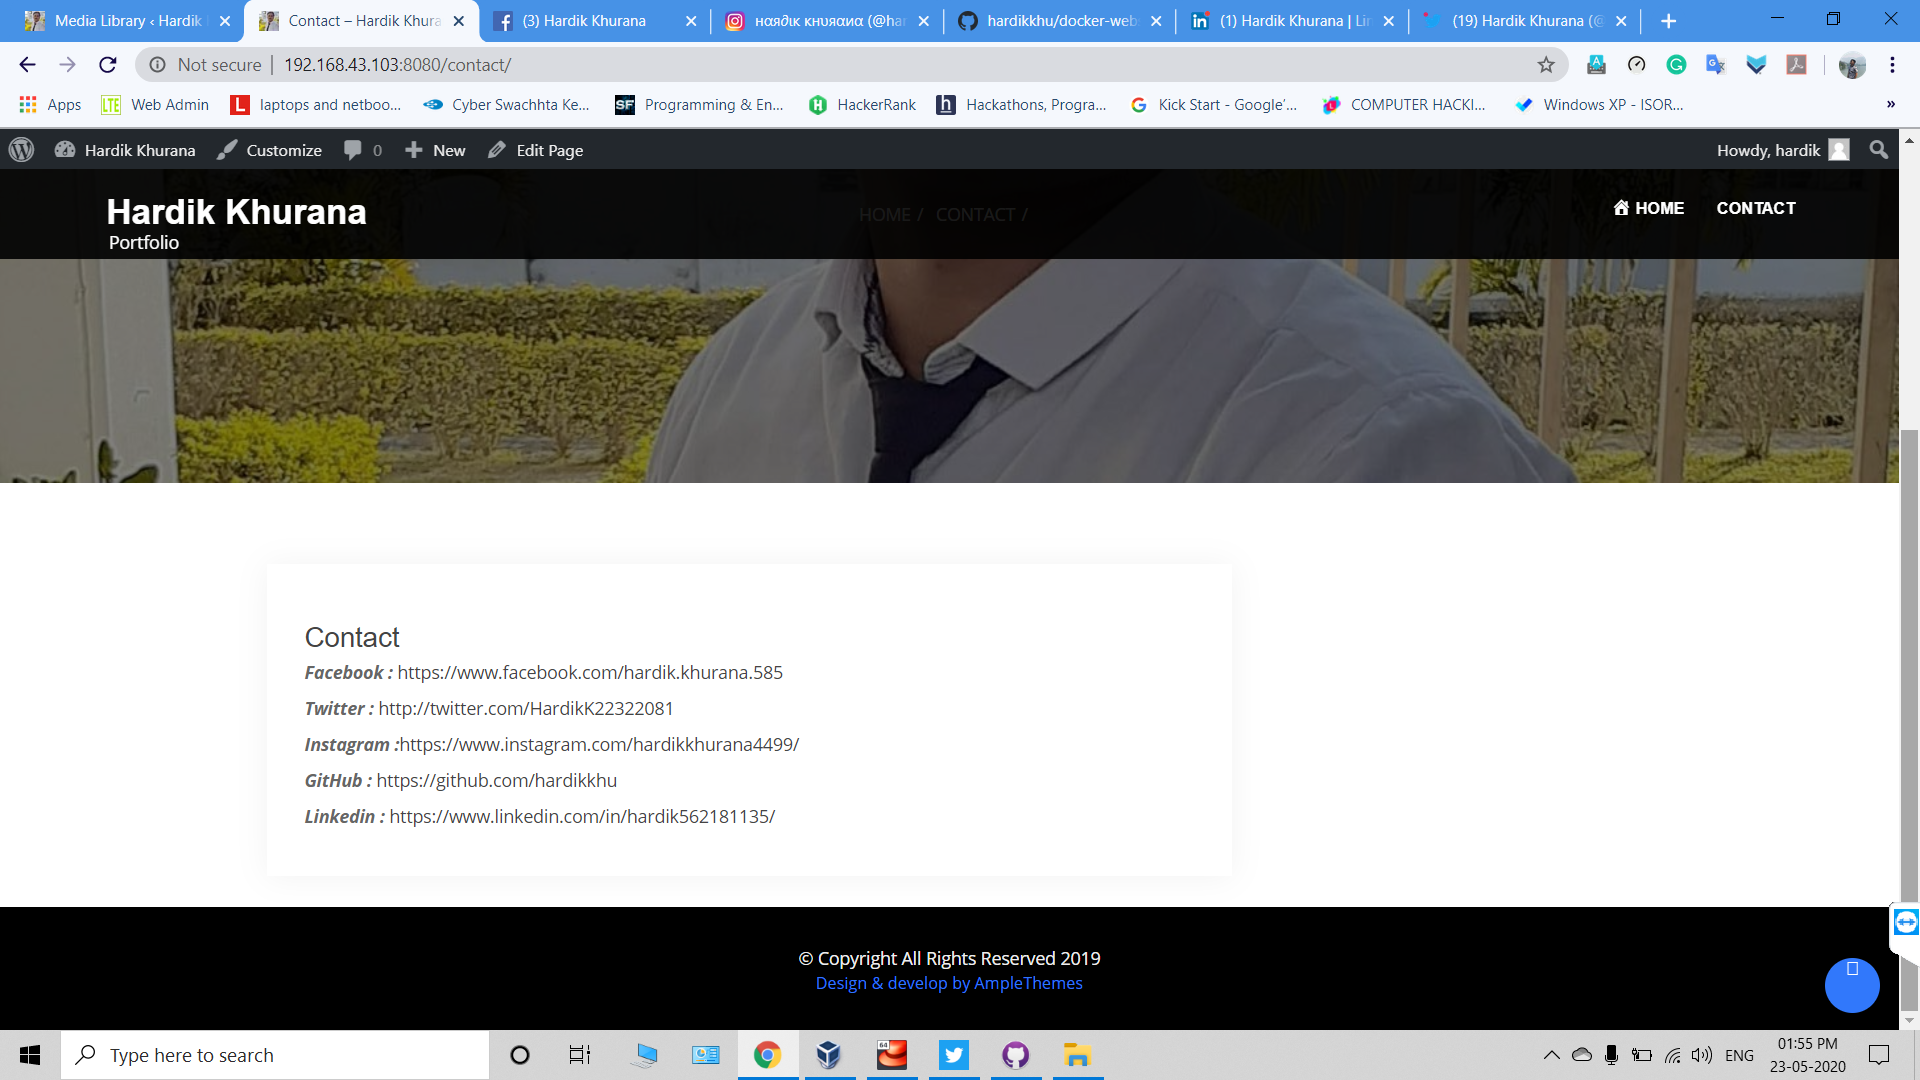 Media Library ‹ Hardik
Contact – Hardik Khura
(3) Hardik Khurana
нαя∂ιк кнυяαиα (@har
hardikkhu/docker-web
(1) Hardik Khurana | Lin
(19) Hardik Khurana (@
Not secure | 192.168.43.103:8080/contact/
Apps
LTE Web Admin
L laptops and netboo...
Cyber Swachhta Ke...
SF Programming & En...
HackerRank
h Hackathons, Progra...
Kick Start - Google'...
COMPUTER HACKI...
Windows XP - ISOR...
»
Hardik Khurana
Customize
0
New
Edit Page
Howdy, hardik
Hardik Khurana
Portfolio
HOME / CONTACT /
HOME
CONTACT
Contact
Facebook : https://www.facebook.com/hardik.khurana.585
Twitter : http://twitter.com/HardikK22322081
Instagram :https://www.instagram.com/hardikkhurana4499/
GitHub : https://github.com/hardikkhu
Linkedin : https://www.linkedin.com/in/hardik562181135/
© Copyright All Rights Reserved 2019
Design & develop by AmpleThemes
Type here to search
64
ENG
01:55 PM
23-05-2020